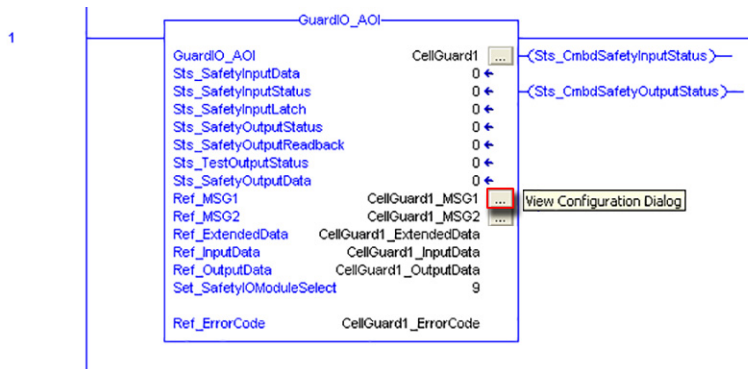 GuardIO_AOI
1
GuardIO_AOI CellGuard1 ... (Sts_CmbdSafetyInputStatus)
Sts_SafetyInputData 0
Sts_SafetyInputStatus 0 (Sts_CmbdSafetyOutputStatus)
Sts_SafetyInputLatch 0
Sts_SafetyOutputStatus 0
Sts_SafetyOutputReadback 0
Sts_TestOutputStatus 0
Sts_SafetyOutputData 0
Ref_MSG1 CellGuard1_MSG1 ... View Configuration Dialog
Ref_MSG2 CellGuard1_MSG2 ...
Ref_ExtendedData CellGuard1_ExtendedData
Ref_InputData CellGuard1_InputData
Ref_OutputData CellGuard1_OutputData
Set_SafetyIOModuleSelect 9
Ref_ErrorCode CellGuard1_ErrorCode